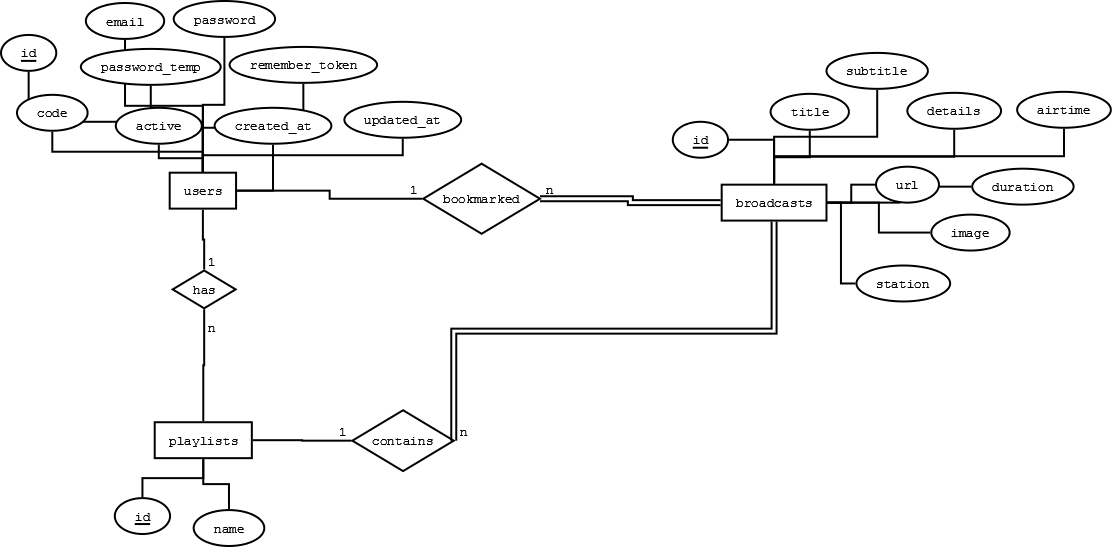 email
password
id
password_temp
remember_token
code
active
created_at
updated_at
subtitle
title
details
airtime
id
users
1
bookmarked
n
broadcasts
url
duration
image
station
1
has
n
playlists
1
contains
n
id
name